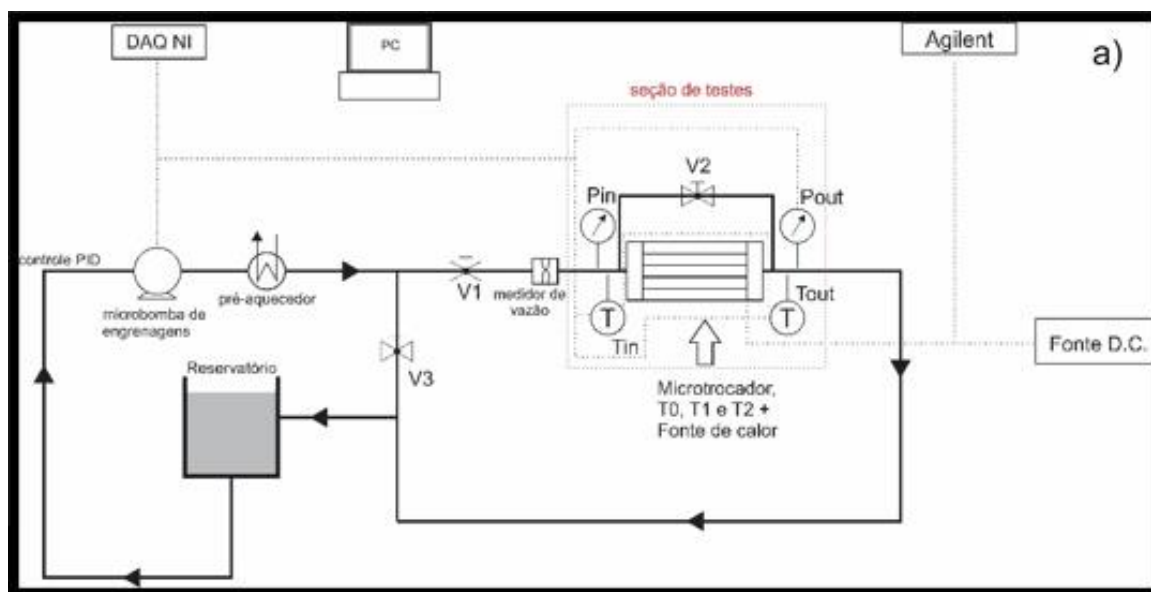 DAQ NI
PC
Agilent
a)
seção de testes
V2
Pin
Pout
controle PID
pré-aquecedor
V1
medidor de
vazão
Tout
microbomba de
engrenagens
T
T
Tin
Fonte D.C.
Reservatório
V3
Microtrocador,
T0, T1 e T2 +
Fonte de calor